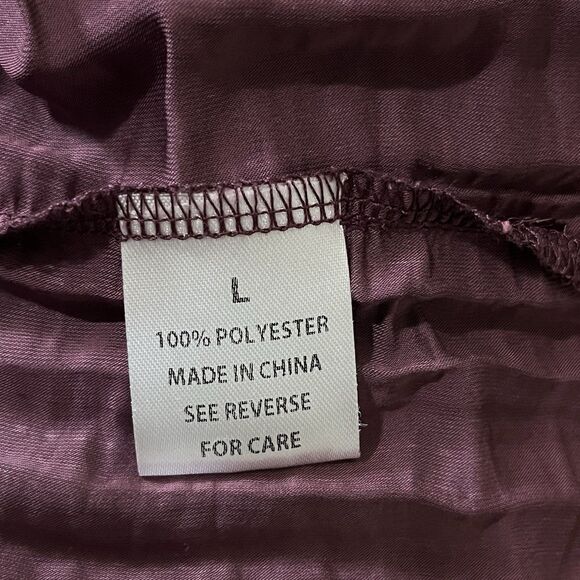 L
100% POLYESTER
MADE IN CHINA
SEE REVERSE
FOR CARE